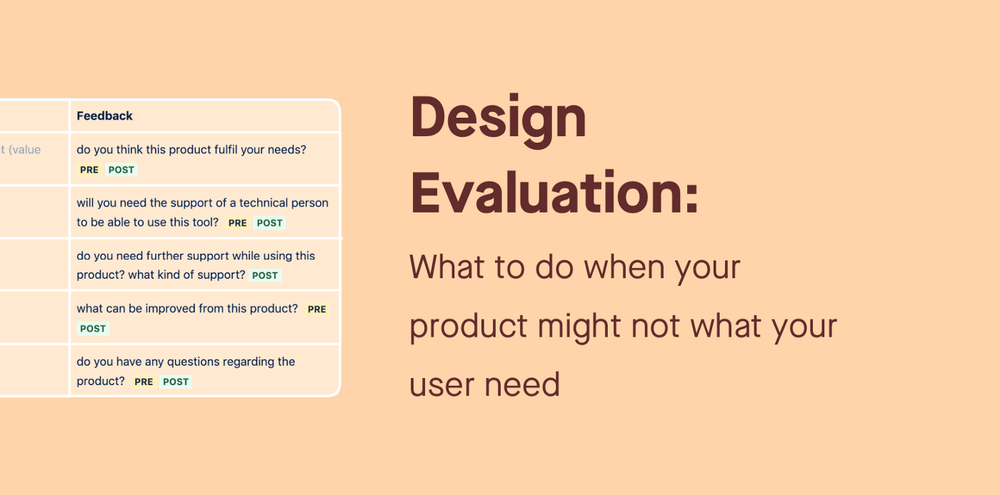 Feedback
ct (value
do you think this product fulfil your needs?
PRE POST
will you need the support of a technical person
to be able to use this tool? PRE POST
do you need further support while using this
product? what kind of support? POST
what can be improved from this product? PRE
POST
do you have any questions regarding the
product? PRE POST
Design
Evaluation:
What to do when your
product might not what your
user need